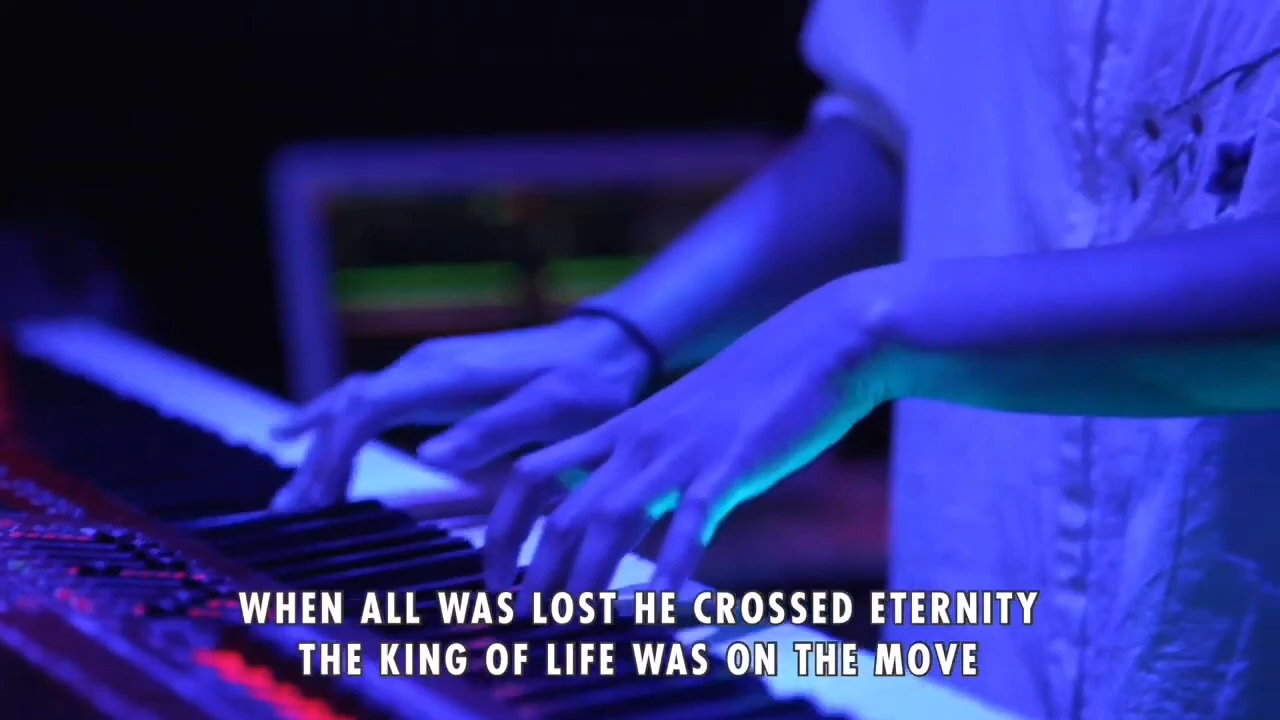 WHEN ALL WAS LOST HE CROSSED ETERNITY
THE KING OF LIFE WAS ON THE MOVE